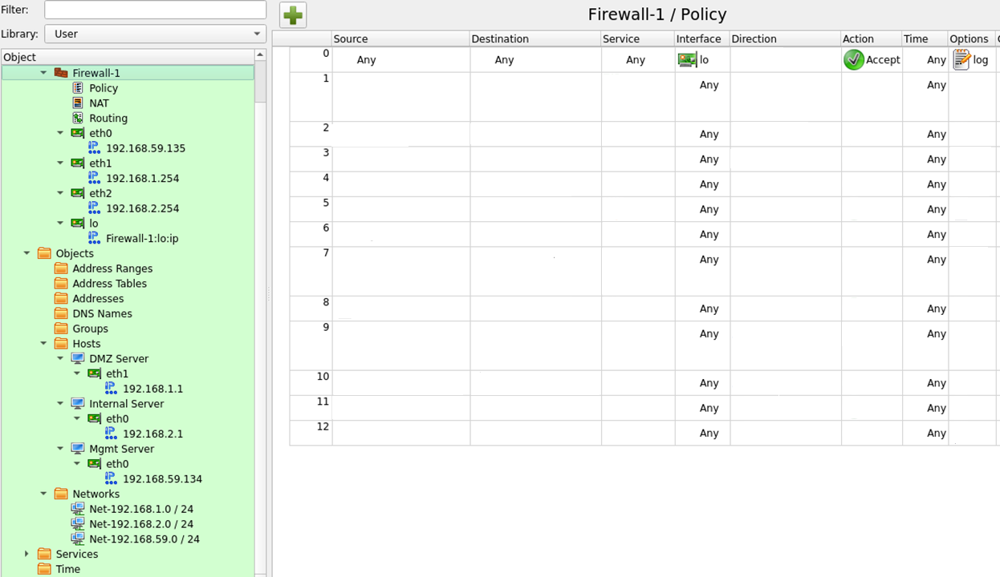 Filter:
Library: User
Object
Firewall-1
Policy
NAT
Routing
eth0
192.168.59.135
eth1
192.168.1.254
eth2
192.168.2.254
lo
Firewall-1:lo:ip
Objects
Address Ranges
Address Tables
Addresses
DNS Names
Groups
Hosts
DMZ Server
eth1
192.168.1.1
Internal Server
eth0
192.168.2.1
Mgmt Server
eth0
192.168.59.134
Networks
Net-192.168.1.0 / 24
Net-192.168.2.0 / 24
Net-192.168.59.0 / 24
Services
Time
Firewall-1 / Policy
Source Destination Service Interface Direction Action Time Options
0 Any Any Any lo Accept Any log
1 Any Any
2 Any Any
3 Any Any
4 Any Any
5 Any Any
6 Any Any
7 Any Any
8 Any Any
9 Any Any
10 Any Any
11 Any Any
12 Any Any